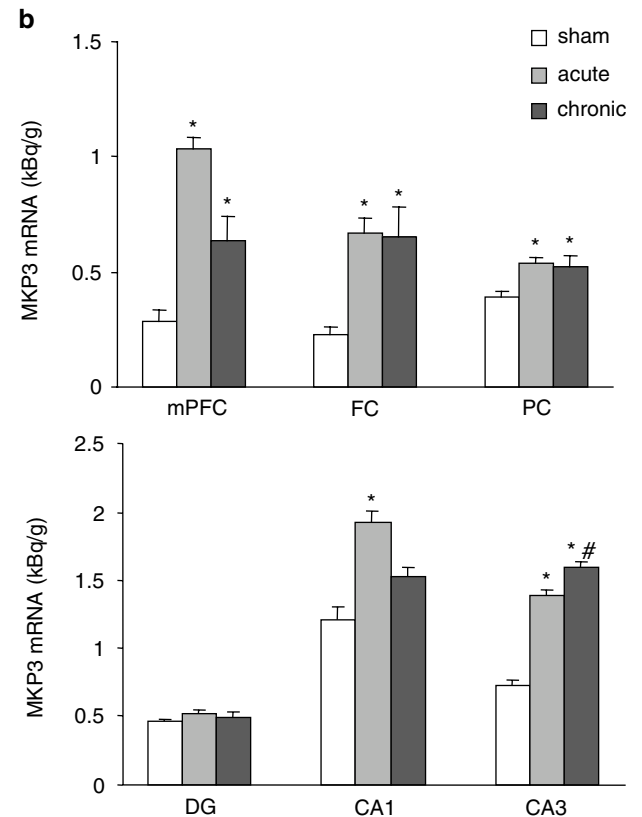 b
1.5
1
0.5
0
MKP3 mRNA (kBq/g)
sham
acute
chronic
*
*
*
*
*
*
mPFC FC PC
2.5
2
1.5
1
0.5
0
MKP3 mRNA (kBq/g)
*
*
* #
DG CA1 CA3